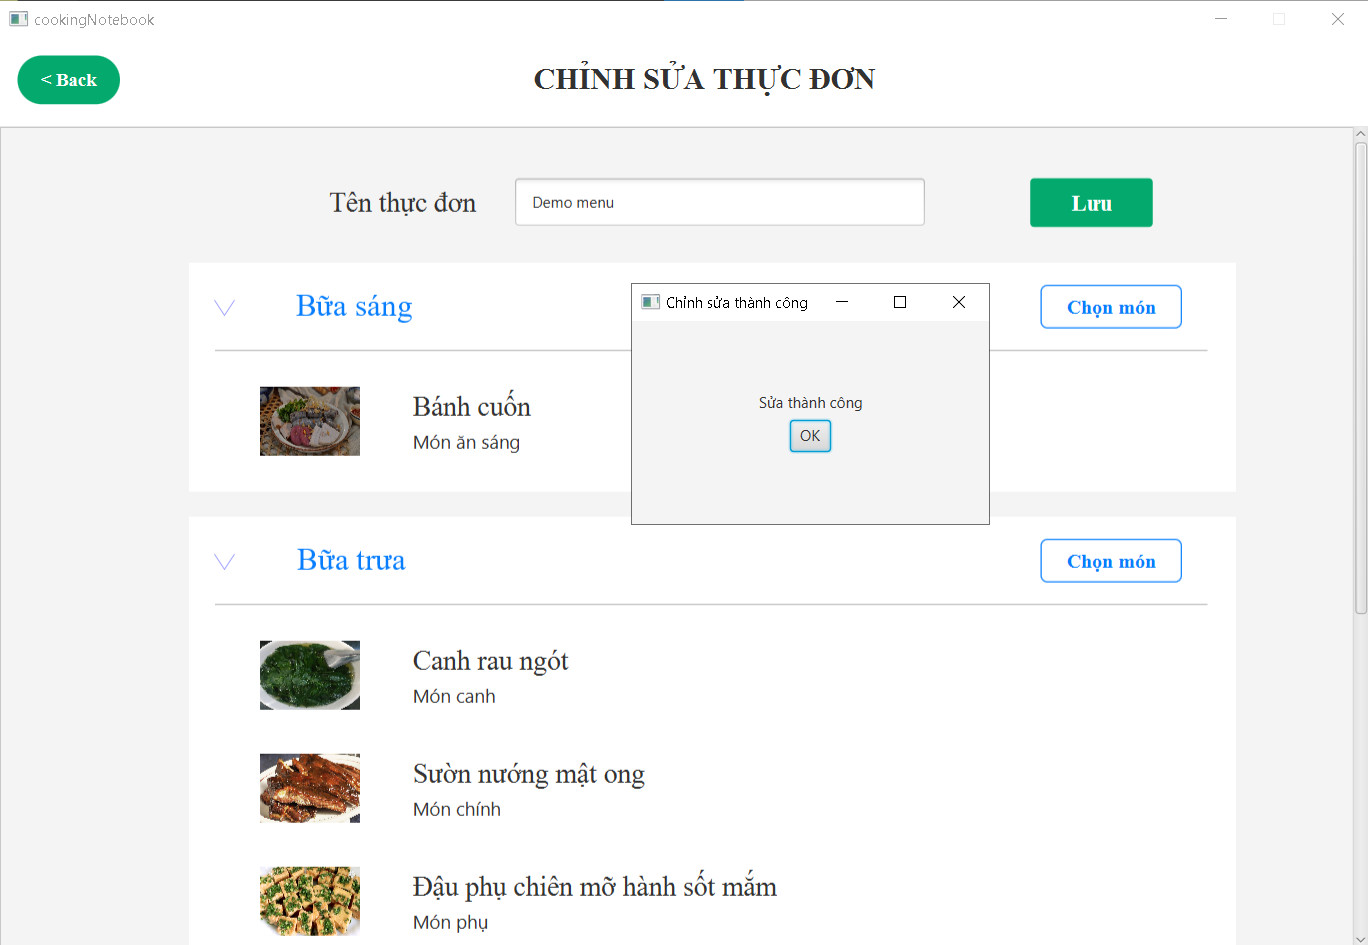 cookingNotebook
< Back
CHỈNH SỬA THỰC ĐƠN
Tên thực đơn
Demo menu
Lưu
Bữa sáng
Chọn món
Bánh cuốn
Món ăn sáng
Chỉnh sửa thành công
Sửa thành công
OK
Bữa trưa
Chọn món
Canh rau ngót
Món canh
Sườn nướng mật ong
Món chính
Đậu phụ chiên mỡ hành sốt mắm
Món phụ